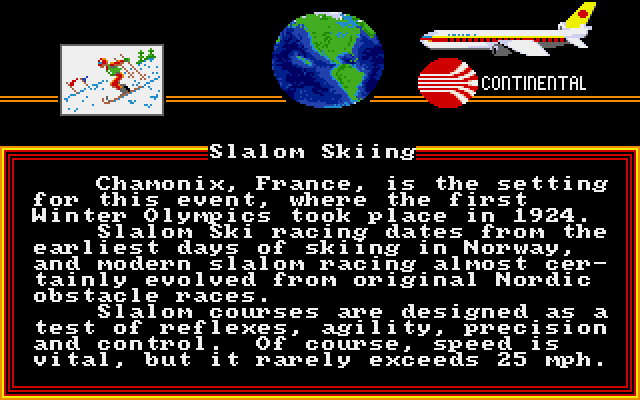 CONTINENTAL
Slalom Skiing
Chamonix, France, is the setting
for this event, where the first
Winter Olympics took place in 1924.
Slalom Ski racing dates from the
earliest days of skiing in Norway,
and modern slalom racing almost cer-
tainly evolved from original Nordic
obstacle races.
Slalom courses are designed as a
test of reflexes, agility, precision
and control.  Of course, speed is
vital, but it rarely exceeds 25 mph.